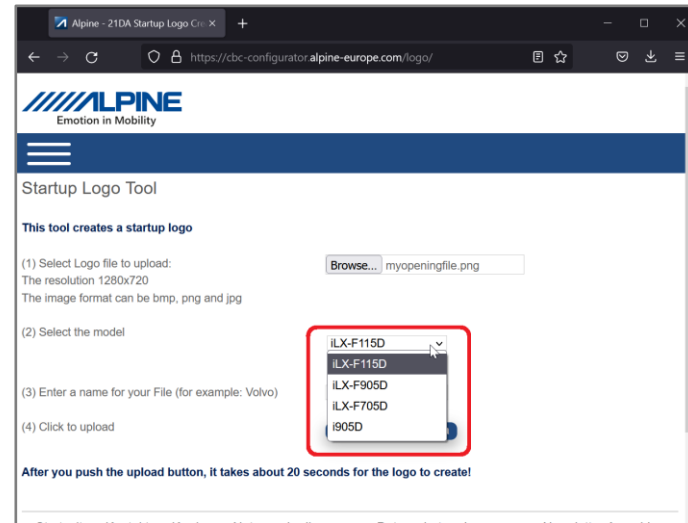 Alpine - 21DA Startup Logo Cre
https://cbc-configurator.alpine-europe.com/logo/
ALPINE
Emotion in Mobility
Startup Logo Tool
This tool creates a startup logo
(1) Select Logo file to upload:
Browse... myopeningfile.png
The resolution 1280x720
The image format can be bmp, png and jpg
(2) Select the model
iLX-F115D
iLX-F115D
iLX-F905D
iLX-F705D
i905D
(3) Enter a name for your File (for example: Volvo)
(4) Click to upload
After you push the upload button, it takes about 20 seconds for the logo to create!